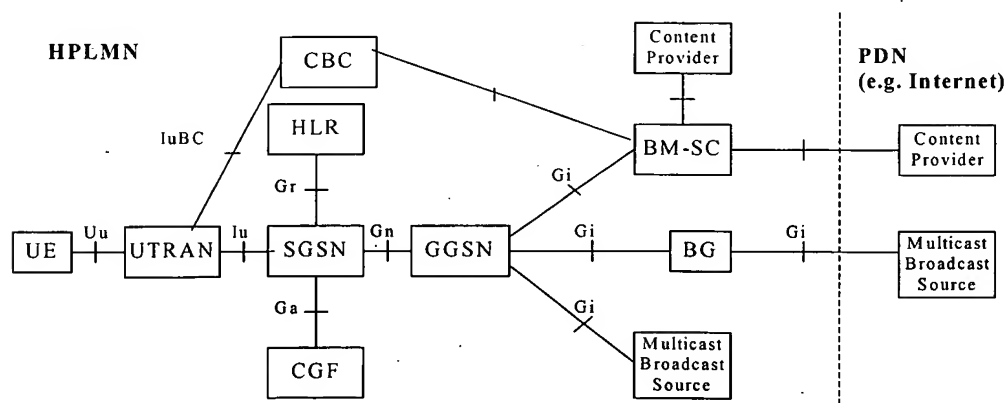 HPLMN
CBC
Content
Provider
PDN
(e.g. Internet)
HLR
IuBC
BM-SC
Content
Provider
Gr
Gi
UE
Uu
UTRAN
Iu
SGSN
Gn
GGSN
Gi
BG
Gi
Multicast
Broadcast
Source
Ga
Gi
CGF
Multicast
Broadcast
Source